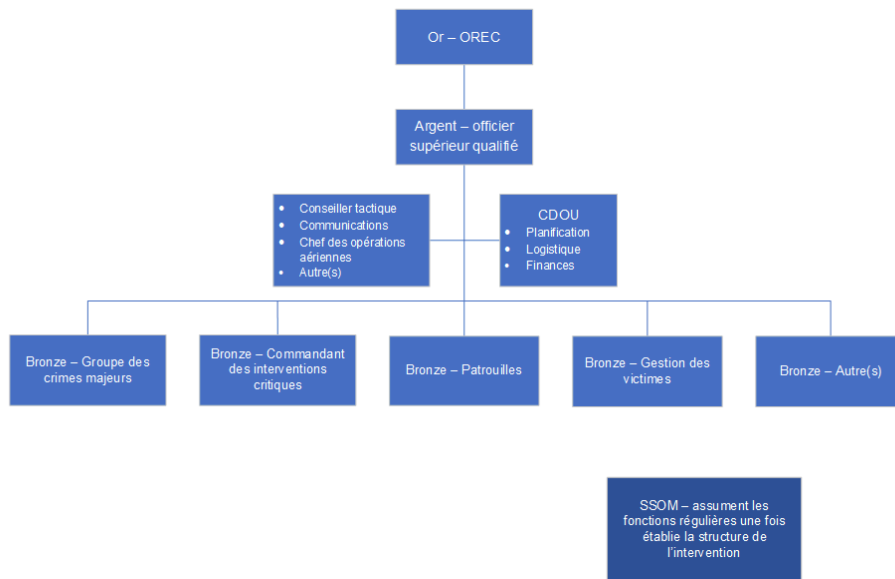 Or – OREC
Argent – officier
supérieur qualifié
• Conseiller tactique
• Communications
• Chef des opérations
aériennes
• Autre(s)
CDOU
• Planification
• Logistique
• Finances
Bronze – Groupe des
crimes majeurs
Bronze – Commandant
des interventions
critiques
Bronze – Patrouilles
Bronze – Gestion des
victimes
Bronze – Autre(s)
SSOM – assument les
fonctions régulières une fois
établie la structure de
l'intervention